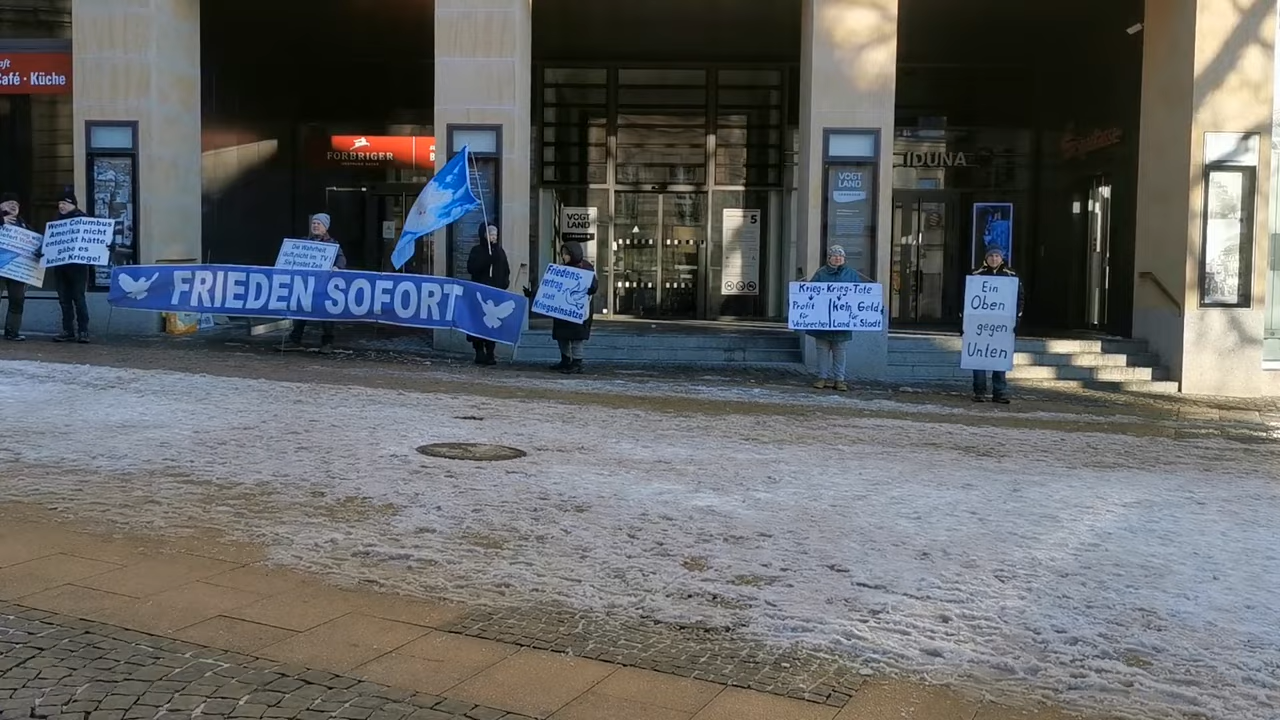 Café · Küche
FORBRIGER
IDUNA
VOGT
LAND
VOGT
LAND
5
Wenn Columbus
Amerika nicht
entdeckt hätte
gäbe es
keine Kriege!
Die Wahrheit
läuft nicht im TV
Sie kostet Zeit
FRIEDEN SOFORT
Friedens-
vertrag
statt
Kriegseinsätze
Krieg-Krieg-Tote
Profit
für
Verbrecher
kein Geld
für
Land u. Stadt
Ein
Oben
gegen
Unten